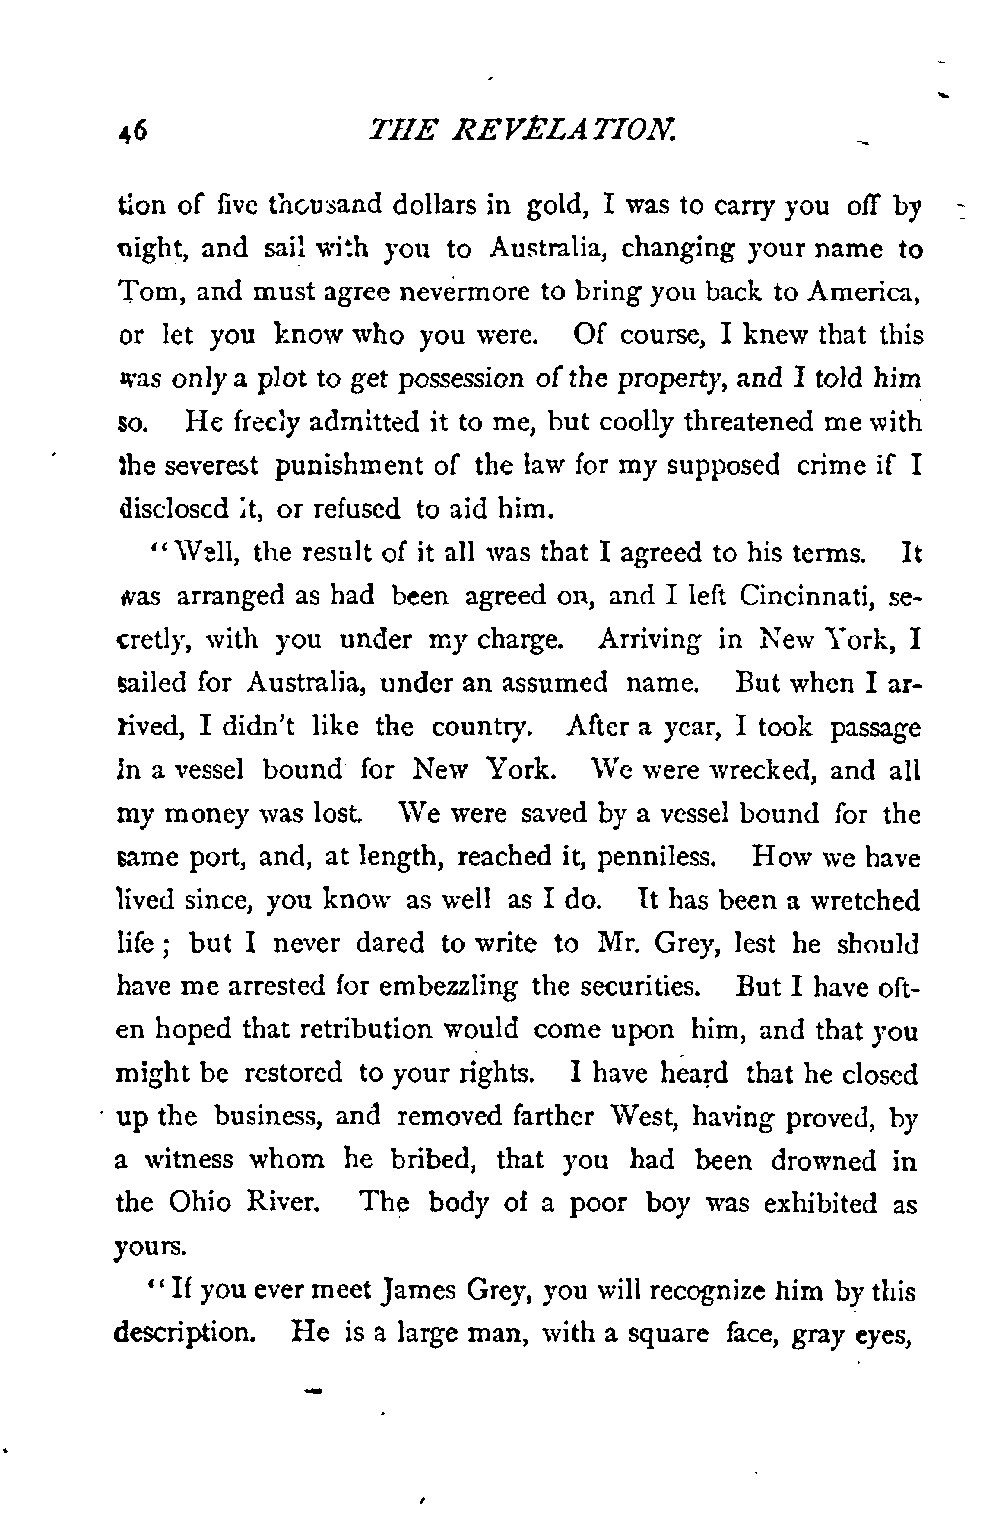 46 THE REVELATION.
tion of five thousand dollars in gold, I was to carry you off by
night, and sail with you to Australia, changing your name to
Tom, and must agree nevermore to bring you back to America,
or let you know who you were. Of course, I knew that this
was only a plot to get possession of the property, and I told him
so. He freely admitted it to me, but coolly threatened me with
the severest punishment of the law for my supposed crime if I
disclosed it, or refused to aid him.
"Well, the result of it all was that I agreed to his terms. It
was arranged as had been agreed on, and I left Cincinnati, se-
cretly, with you under my charge. Arriving in New York, I
sailed for Australia, under an assumed name. But when I ar-
rived, I didn't like the country. After a year, I took passage
in a vessel bound for New York. We were wrecked, and all
my money was lost. We were saved by a vessel bound for the
same port, and, at length, reached it, penniless. How we have
lived since, you know as well as I do. It has been a wretched
life; but I never dared to write to Mr. Grey, lest he should
have me arrested for embezzling the securities. But I have oft-
en hoped that retribution would come upon him, and that you
might be restored to your rights. I have heard that he closed
up the business, and removed farther West, having proved, by
a witness whom he bribed, that you had been drowned in
the Ohio River. The body of a poor boy was exhibited as
yours.
"If you ever meet James Grey, you will recognize him by this
description. He is a large man, with a square face, gray eyes,